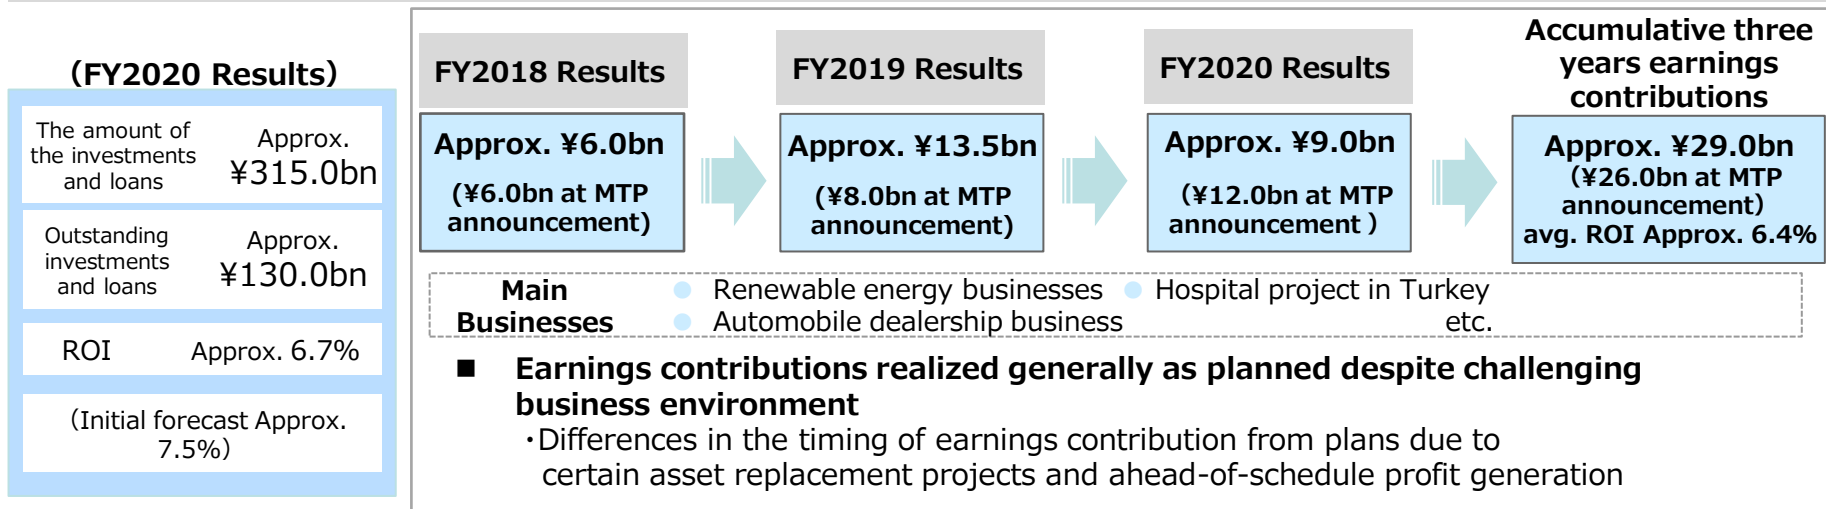 (FY2020 Results)
The amount of
the investments
and loans
Approx.
¥315.0bn
Outstanding
investments
and loans
Approx.
¥130.0bn
ROI Approx. 6.7%
(Initial forecast Approx.
7.5%)
FY2018 Results
Approx. ¥6.0bn
(¥6.0bn at MTP
announcement)
FY2019 Results
Approx. ¥13.5bn
(¥8.0bn at MTP
announcement)
FY2020 Results
Approx. ¥9.0bn
(¥12.0bn at MTP
announcement )
Accumulative three
years earnings
contributions
Approx. ¥29.0bn
(¥26.0bn at MTP
announcement)
avg. ROI Approx. 6.4%
Main
Businesses
● Renewable energy businesses ● Hospital project in Turkey
● Automobile dealership business etc.
■ Earnings contributions realized generally as planned despite challenging
business environment
・Differences in the timing of earnings contribution from plans due to
certain asset replacement projects and ahead-of-schedule profit generation